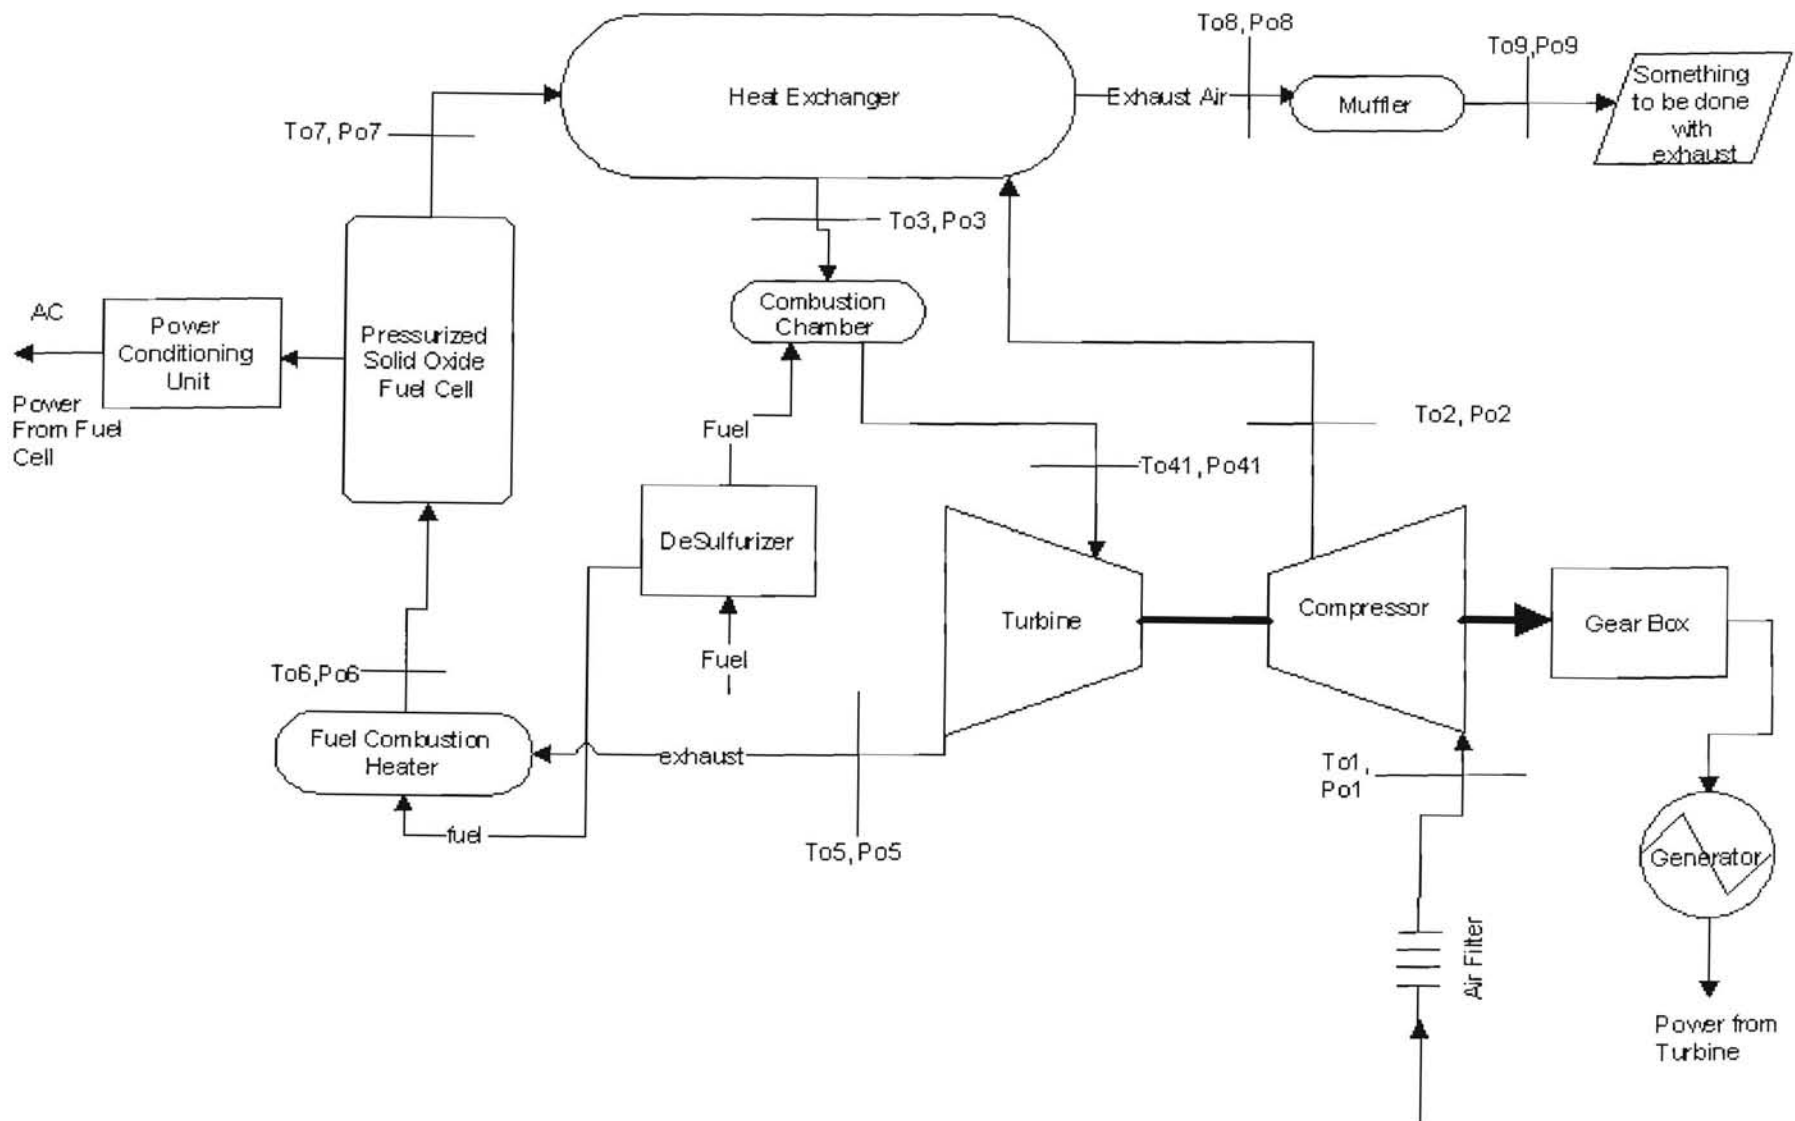 To8, Po8
To9,Po9
Something
to be done
with
exhaust
Heat Exchanger
Exhaust Air
Muffler
To7, Po7
To3, Po3
AC
Power
Conditioning
Unit
Pressurized
Solid Oxide
Fuel Cell
Combustion
Chamber
Power
From Fuel
Cell
Fuel
To2, Po2
To41, Po41
DeSulfurizer
Turbine
Compressor
Gear Box
Fuel
To6,Po6
Fuel Combustion
Heater
exhaust
To1,
Po1
fuel
To5, Po5
Generator
Air Filter
Power from
Turbine